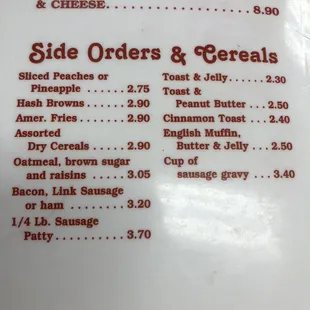 & CHEESE..................... 8.90
Side Orders & Cereals
Sliced Peaches or
Pineapple ...... 2.75
Hash Browns ...... 2.90
Amer. Fries ....... 2.90
Assorted
Dry Cereals ...... 2.90
Oatmeal, brown sugar
and raisins ...... 3.05
Bacon, Link Sausage
or ham .......... 3.20
1/4 Lb. Sausage
Patty .......... 3.70
Toast & Jelly...... 2.30
Toast &
Peanut Butter ... 2.50
Cinnamon Toast ... 2.40
English Muffin,
Butter & Jelly ... 2.50
Cup of
sausage gravy ... 3.40